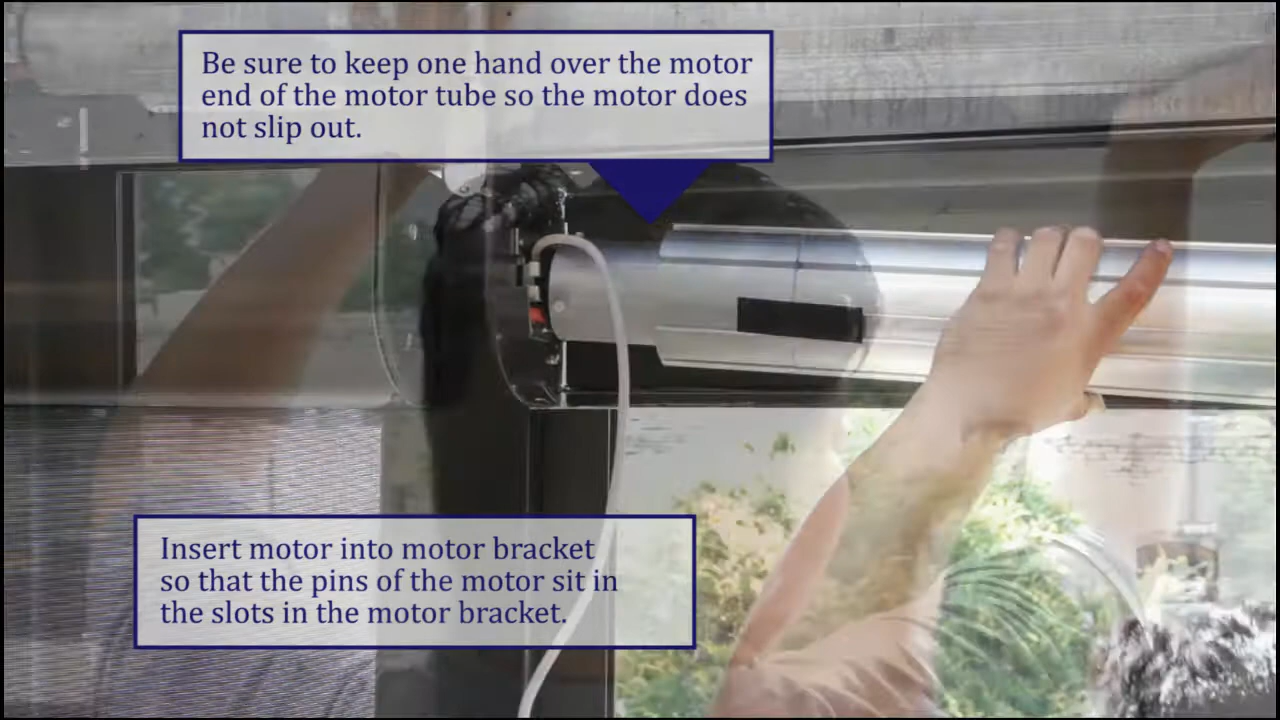 Be sure to keep one hand over the motor
end of the motor tube so the motor does
not slip out.
Insert motor into motor bracket
so that the pins of the motor sit in
the slots in the motor bracket.